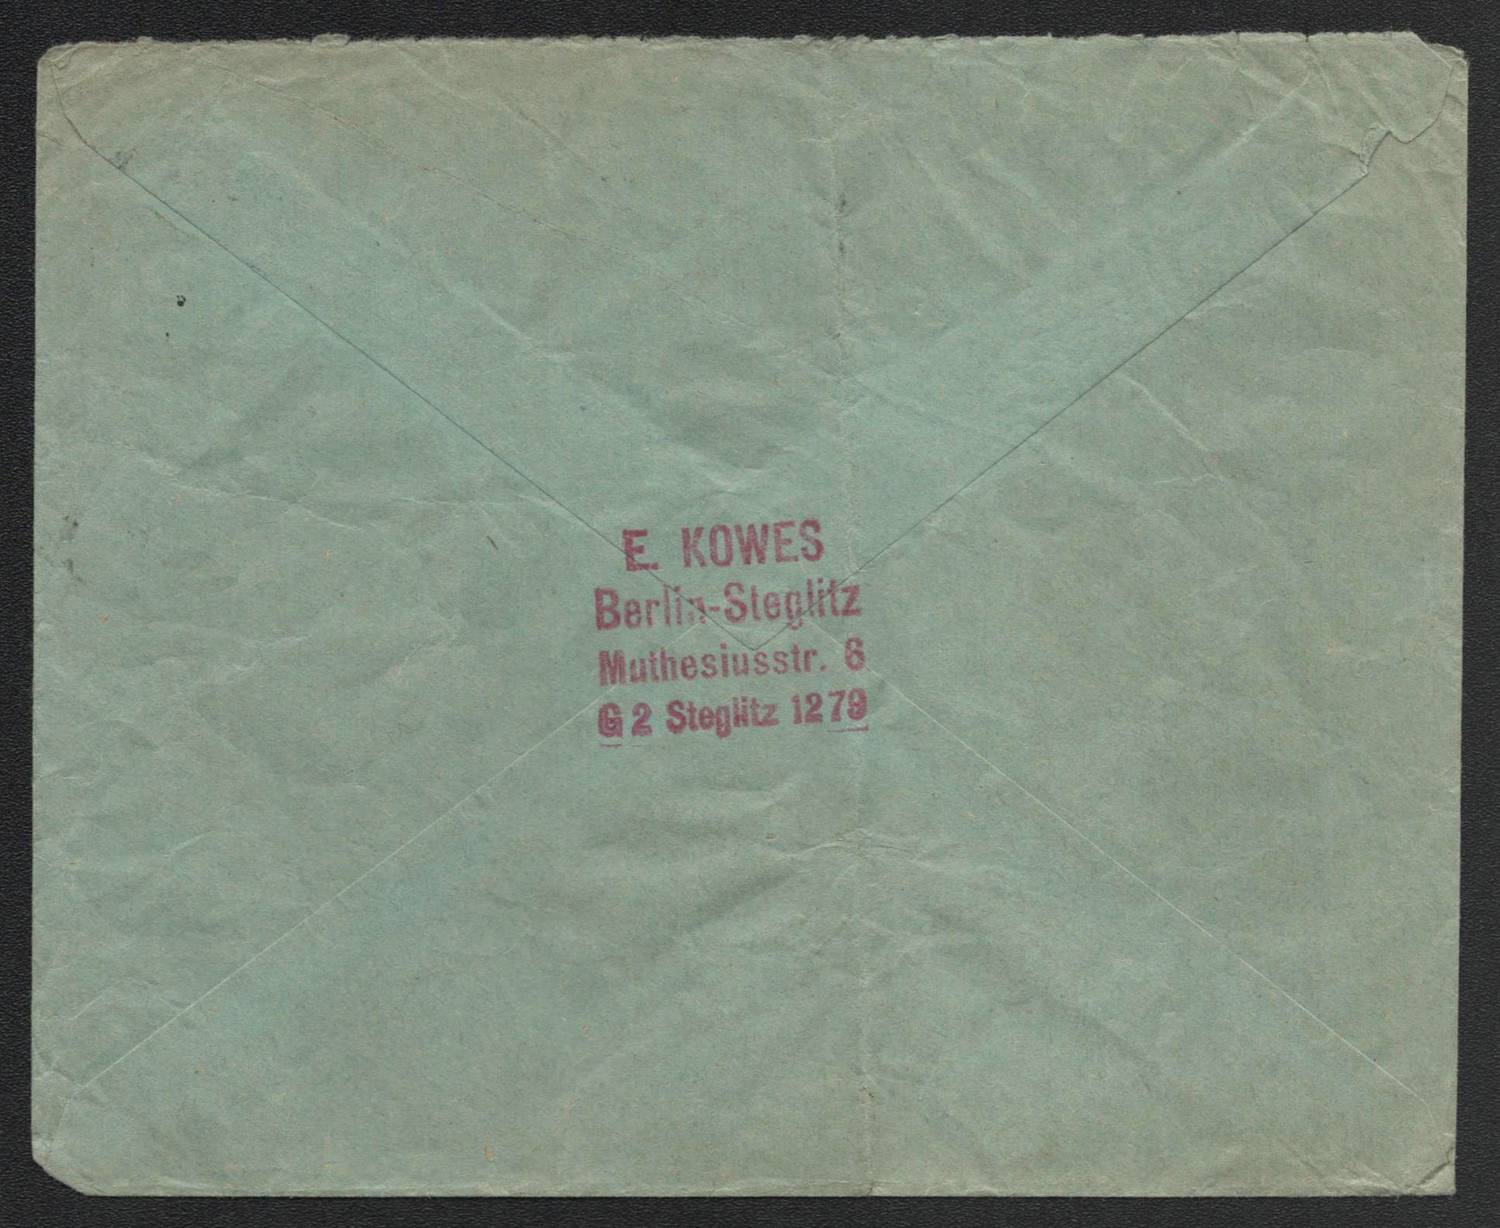 E. KOWES
Berlin-Steglitz
Muthesiusstr. 6
G 2 Steglitz 1279